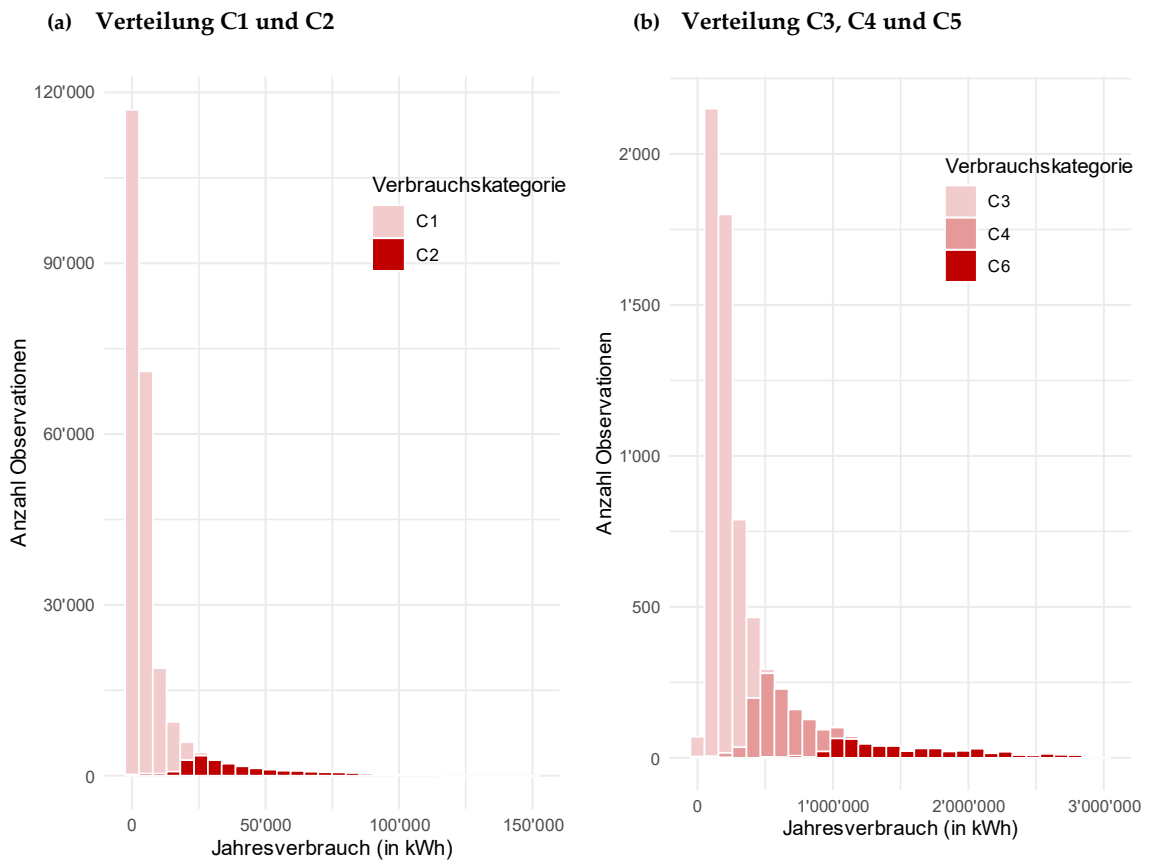 (a) Verteilung C1 und C2
120'000
90'000
60'000
30'000
0
Anzahl Observationen
Verbrauchskategorie
C1
C2
0
50'000
100'000
150'000
Jahresverbrauch (in kWh)
(b) Verteilung C3, C4 und C5
2'000
1'500
1'000
500
0
Anzahl Observationen
Verbrauchskategorie
C3
C4
C6
0
1'000'000
2'000'000
3'000'000
Jahresverbrauch (in kWh)